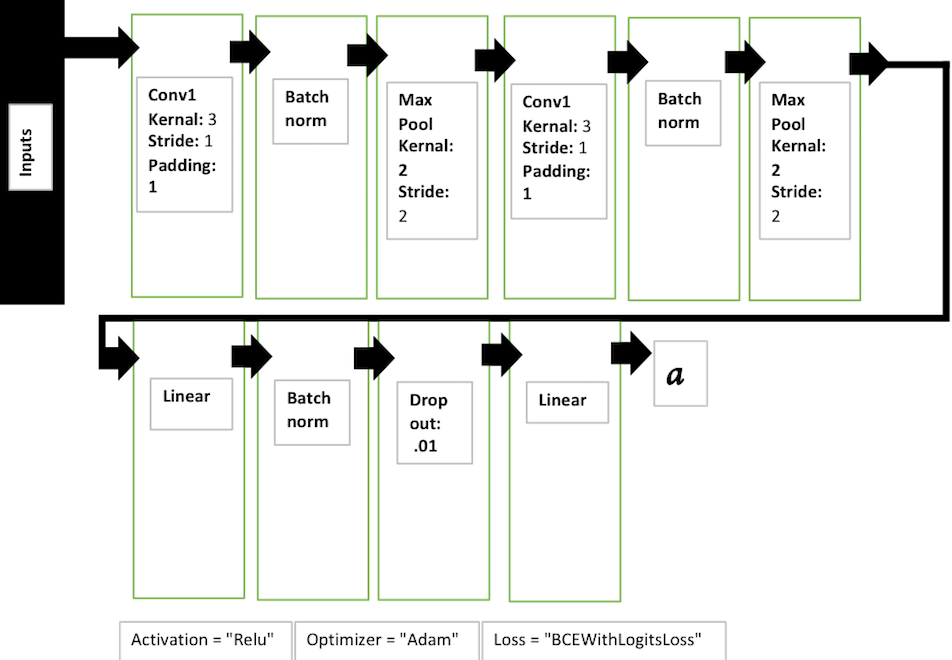 Inputs
Conv1
Kernal: 3
Stride: 1
Padding:
1
Batch
norm
Max
Pool
Kernal:
2
Stride:
2
Conv1
Kernal: 3
Stride: 1
Padding:
1
Batch
norm
Max
Pool
Kernal:
2
Stride:
2
Linear
Batch
norm
Drop
out:
.01
Linear
a
Activation = "Relu"
Optimizer = "Adam"
Loss = "BCEWithLogitsLoss"